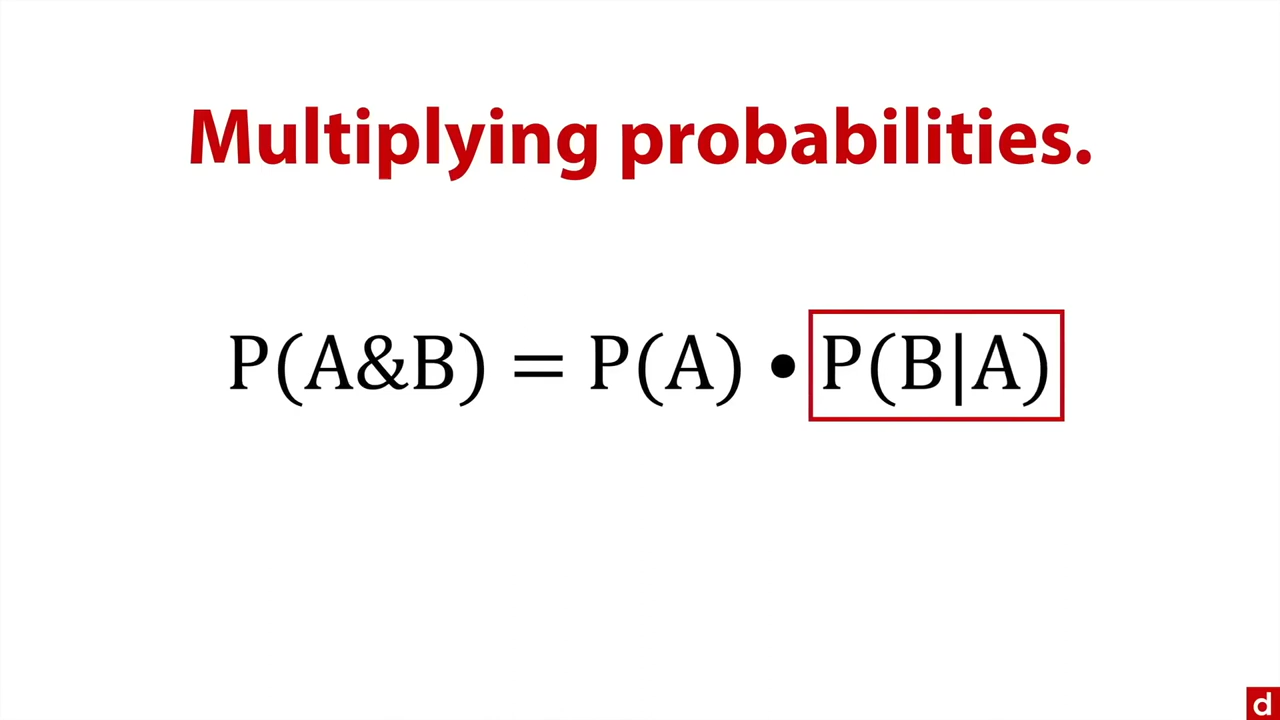 Multiplying probabilities.
P(A&B) = P(A) • P(B|A)
d